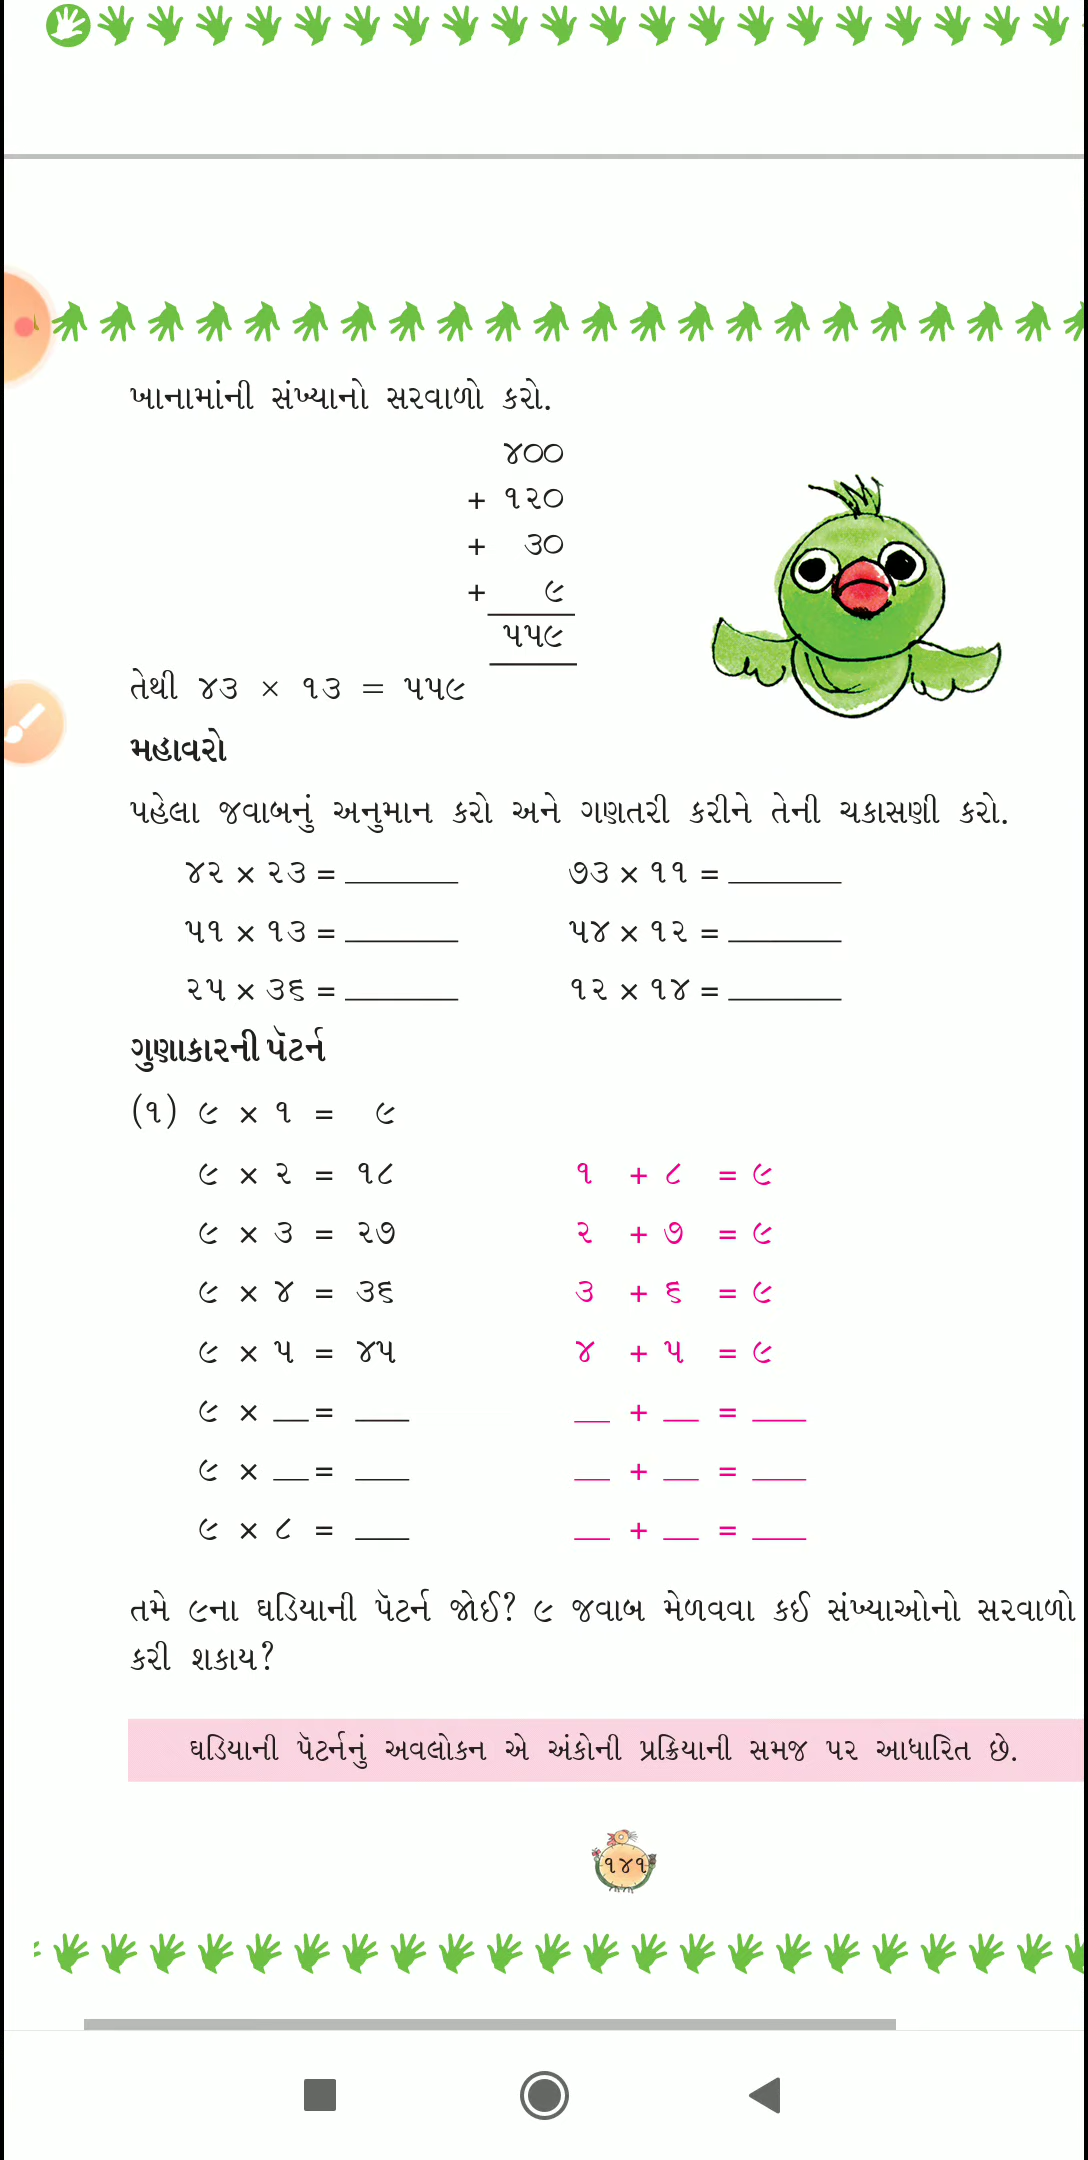 ખાનામાંની સંખ્યાનો સરવાળો કરો.
૪૦૦
+ ૧૨૦
+ ૩૦
+ ૯
૫૫૯
તેથી ૪૩ × ૧૩ = ૫૫૯
મહાવરો
પહેલા જવાબનું અનુમાન કરો અને ગણતરી કરીને તેની ચકાસણી કરો.
૪૨ × ૨૩ = ______ ૭૩ × ૧૧ = ______
૫૧ × ૧૩ = ______ ૫૪ × ૧૨ = ______
૨૫ × ૩૬ = ______ ૧૨ × ૧૪ = ______
ગુણાકારની પૅટર્ન
(૧) ૯ × ૧ = ૯
૯ × ૨ = ૧૮ ૧ + ૮ = ૯
૯ × ૩ = ૨૭ ૨ + ૭ = ૯
૯ × ૪ = ૩૬ ૩ + ૬ = ૯
૯ × ૫ = ૪૫ ૪ + ૫ = ૯
૯ × __ = ___ __ + __ = ___
૯ × __ = ___ __ + __ = ___
૯ × ૮ = ___ __ + __ = ___
તમે ૯ના ઘડિયાની પૅટર્ન જોઈ? ૯ જવાબ મેળવવા કઈ સંખ્યાઓનો સરવાળો
કરી શકાય?
ઘડિયાની પૅટર્નનું અવલોકન એ અંકોની પ્રક્રિયાની સમજ પર આધારિત છે.
૧૪૧